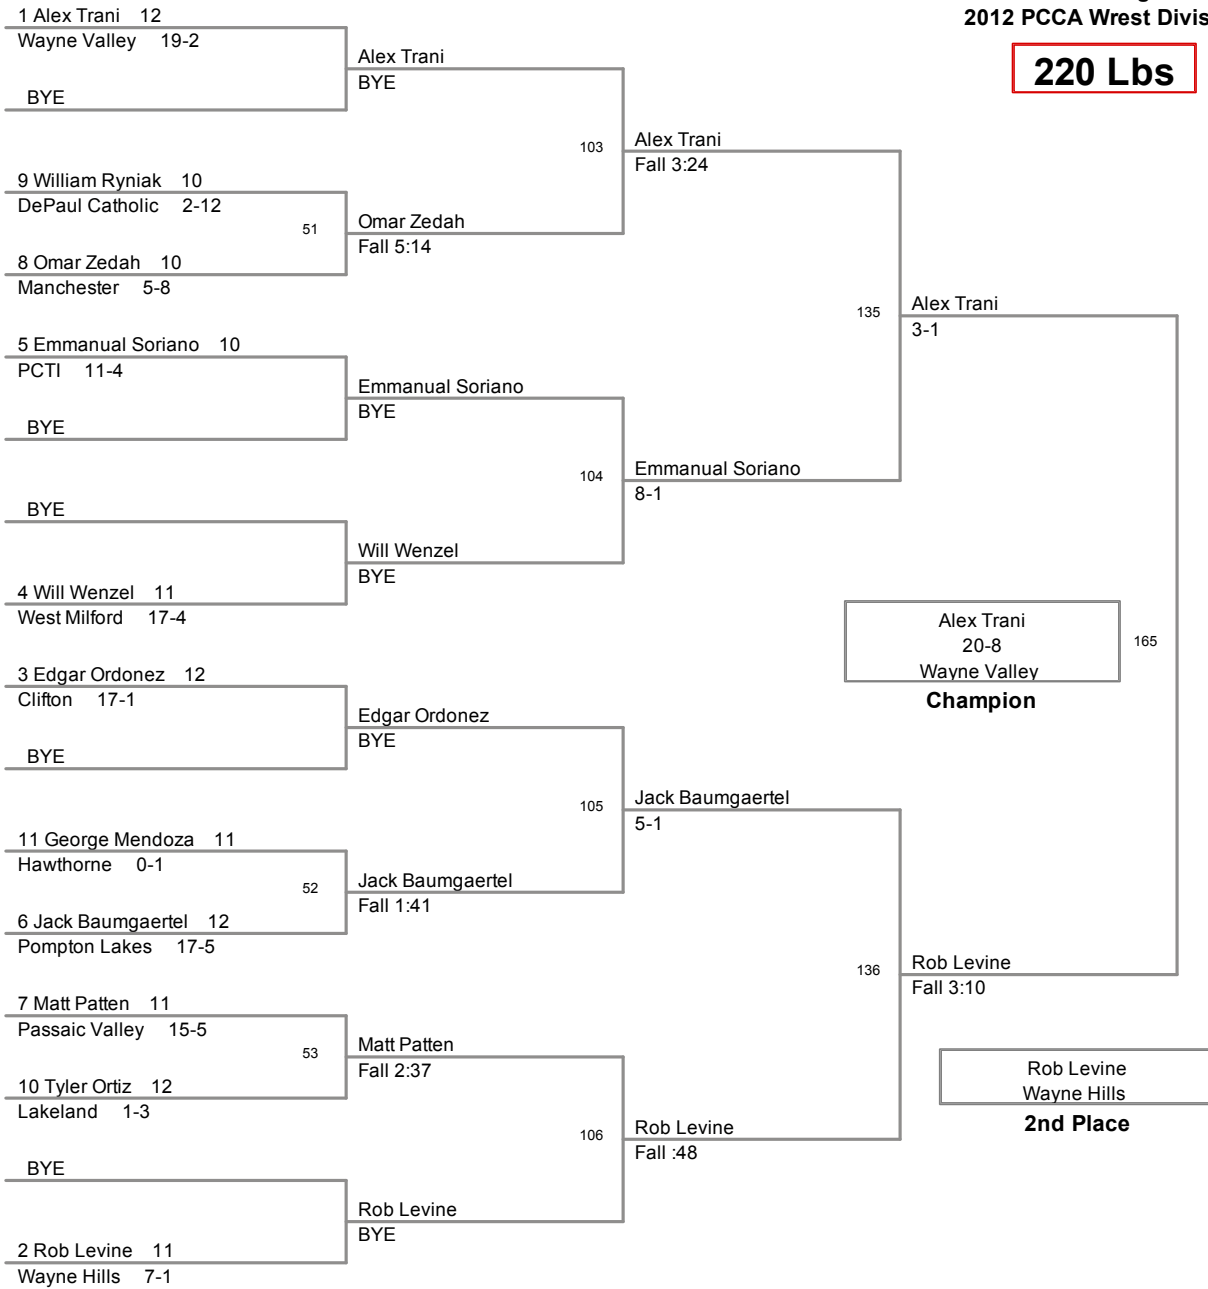 2012 PCCA Wrest Divis
220 Lbs
1 Alex Trani 12
Wayne Valley 19-2
BYE
9 William Ryniak 10
DePaul Catholic 2-12
8 Omar Zedah 10
Manchester 5-8
5 Emmanual Soriano 10
PCTI 11-4
BYE
BYE
4 Will Wenzel 11
West Milford 17-4
3 Edgar Ordonez 12
Clifton 17-1
BYE
11 George Mendoza 11
Hawthorne 0-1
6 Jack Baumgaertel 12
Pompton Lakes 17-5
7 Matt Patten 11
Passaic Valley 15-5
10 Tyler Ortiz 12
Lakeland 1-3
BYE
2 Rob Levine 11
Wayne Hills 7-1
Alex Trani
BYE
51
Omar Zedah
Fall 5:14
Emmanual Soriano
BYE
Will Wenzel
BYE
Edgar Ordonez
BYE
52
Jack Baumgaertel
Fall 1:41
53
Matt Patten
Fall 2:37
Rob Levine
BYE
103
Alex Trani
Fall 3:24
104
Emmanual Soriano
8-1
105
Jack Baumgaertel
5-1
106
Rob Levine
Fall :48
135
Alex Trani
3-1
136
Rob Levine
Fall 3:10
165
Alex Trani
20-8
Wayne Valley
Champion
Rob Levine
Wayne Hills
2nd Place